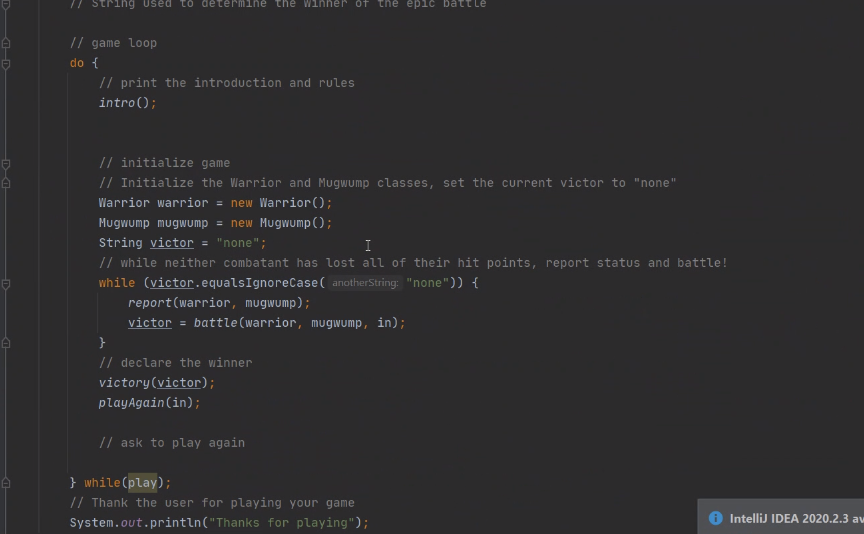 // String used to determine the winner of the epic battle
// game loop
do {
// print the introduction and rules
intro();
// initialize game
// Initialize the Warrior and Mugwump classes, set the current victor to "none"
Warrior warrior = new Warrior();
Mugwump mugwump = new Mugwump();
String victor = "none";
// while neither combatant has lost all of their hit points, report status and battle!
while (victor.equalsIgnoreCase( anotherString: "none")) {
report(warrior, mugwump);
victor = battle(warrior, mugwump, in);
}
// declare the winner
victory(victor);
playAgain(in);
// ask to play again
} while(play);
// Thank the user for playing your game
System.out.println("Thanks for playing");
IntelliJ IDEA 2020.2.3 av